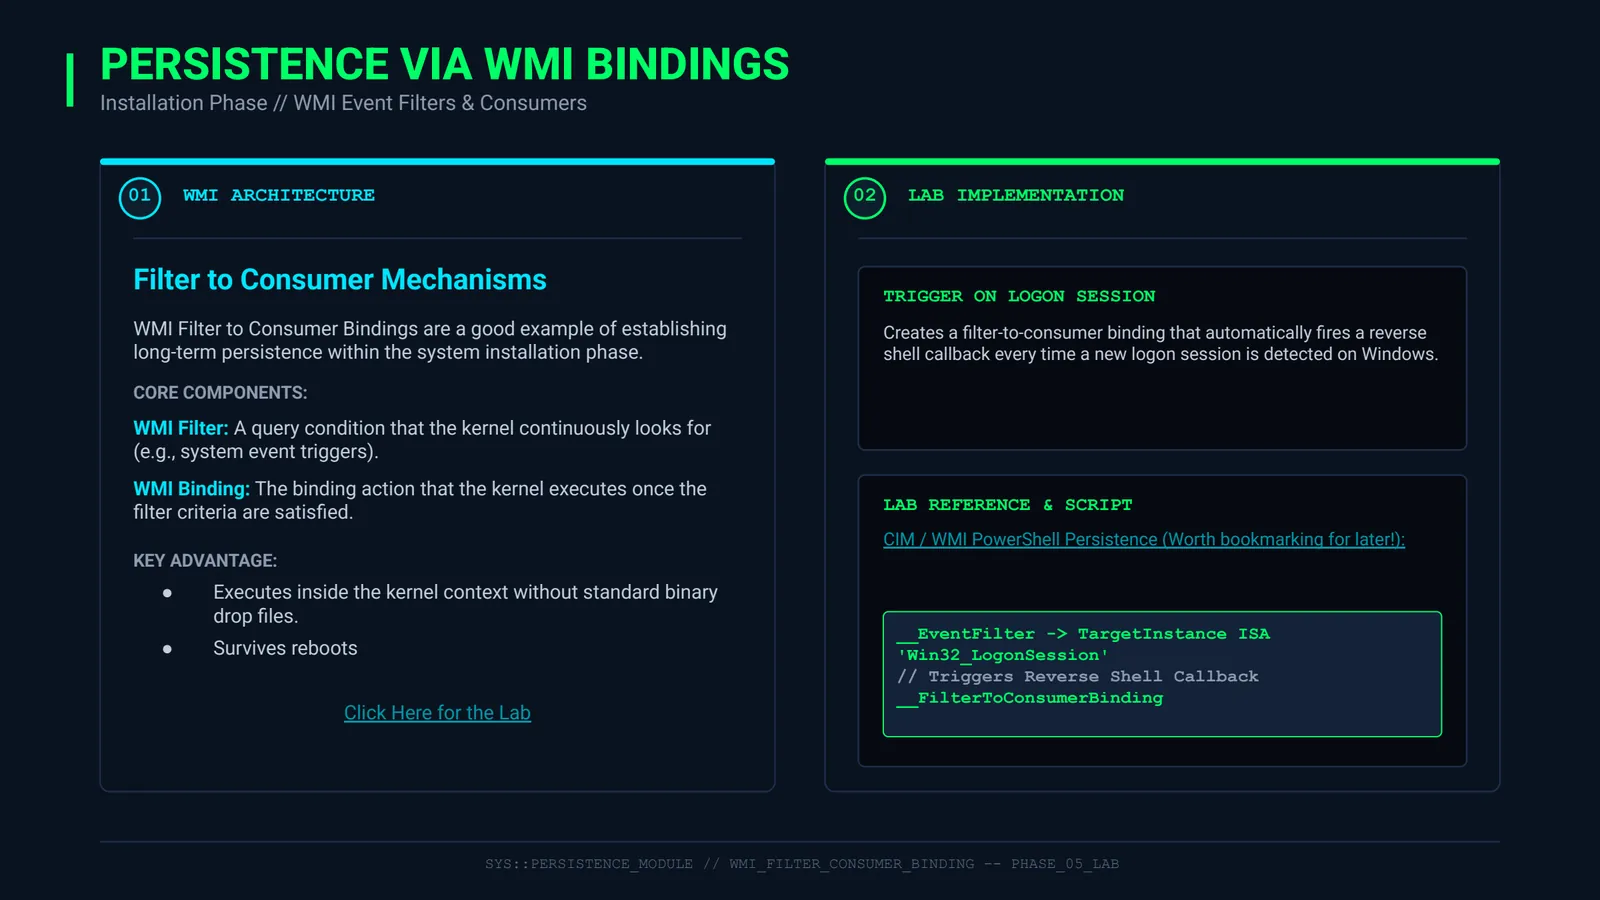 PERSISTENCE VIA WMI BINDINGS
Installation Phase // WMI Event Filters & Consumers
01 WMI ARCHITECTURE
Filter to Consumer Mechanisms
WMI Filter to Consumer Bindings are a good example of establishing
long-term persistence within the system installation phase.
CORE COMPONENTS:
WMI Filter: A query condition that the kernel continuously looks for
(e.g., system event triggers).
WMI Binding: The binding action that the kernel executes once the
filter criteria are satisfied.
KEY ADVANTAGE:
● Executes inside the kernel context without standard binary
drop files.
● Survives reboots
Click Here for the Lab
02 LAB IMPLEMENTATION
TRIGGER ON LOGON SESSION
Creates a filter-to-consumer binding that automatically fires a reverse
shell callback every time a new logon session is detected on Windows.
LAB REFERENCE & SCRIPT
CIM / WMI PowerShell Persistence (Worth bookmarking for later!):
__EventFilter -> TargetInstance ISA
'Win32_LogonSession'
// Triggers Reverse Shell Callback
__FilterToConsumerBinding
SYS::PERSISTENCE_MODULE // WMI_FILTER_CONSUMER_BINDING -- PHASE_05_LAB